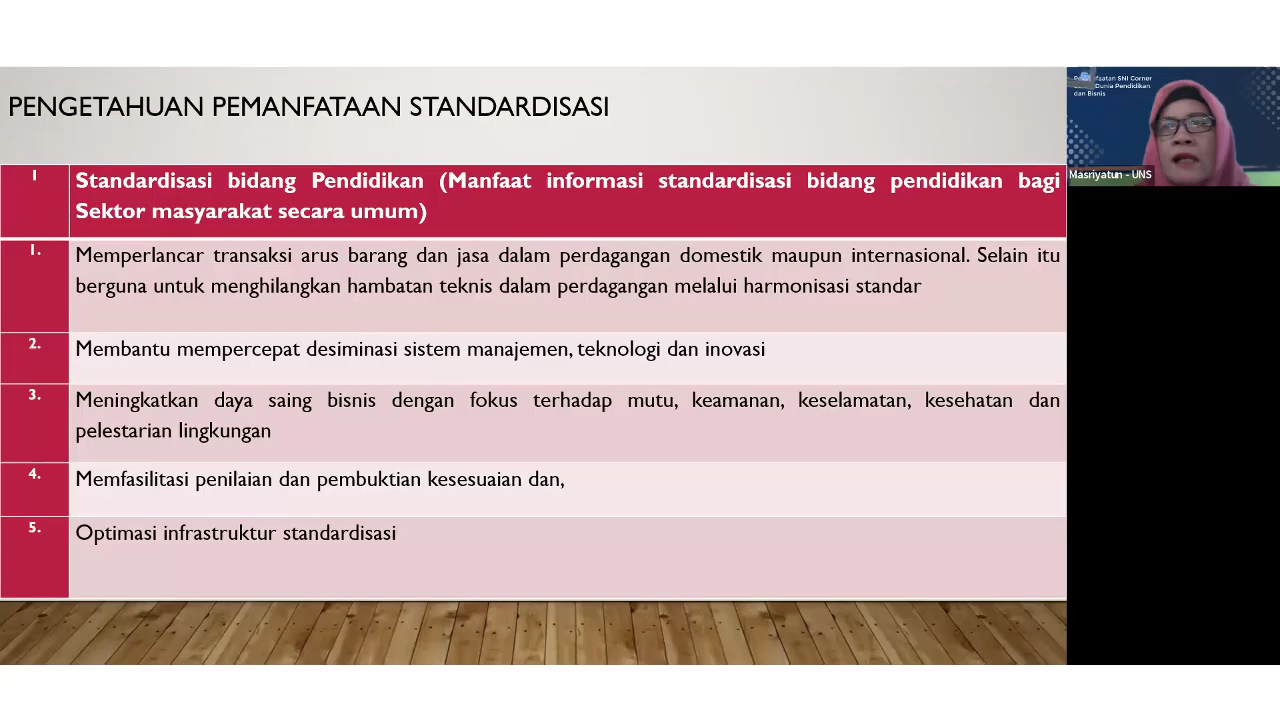 PENGETAHUAN PEMANFATAAN STANDARDISASI
1 Standardisasi bidang Pendidikan (Manfaat informasi standardisasi bidang pendidikan bagi
Sektor masyarakat secara umum)
1. Memperlancar transaksi arus barang dan jasa dalam perdagangan domestik maupun internasional. Selain itu
berguna untuk menghilangkan hambatan teknis dalam perdagangan melalui harmonisasi standar
2. Membantu mempercepat desiminasi sistem manajemen, teknologi dan inovasi
3. Meningkatkan daya saing bisnis dengan fokus terhadap mutu, keamanan, keselamatan, kesehatan dan
pelestarian lingkungan
4. Memfasilitasi penilaian dan pembuktian kesesuaian dan,
5. Optimasi infrastruktur standardisasi
SNI Corner
Dunia Pendidikan
dan Bisnis
Masriyatun - UNS